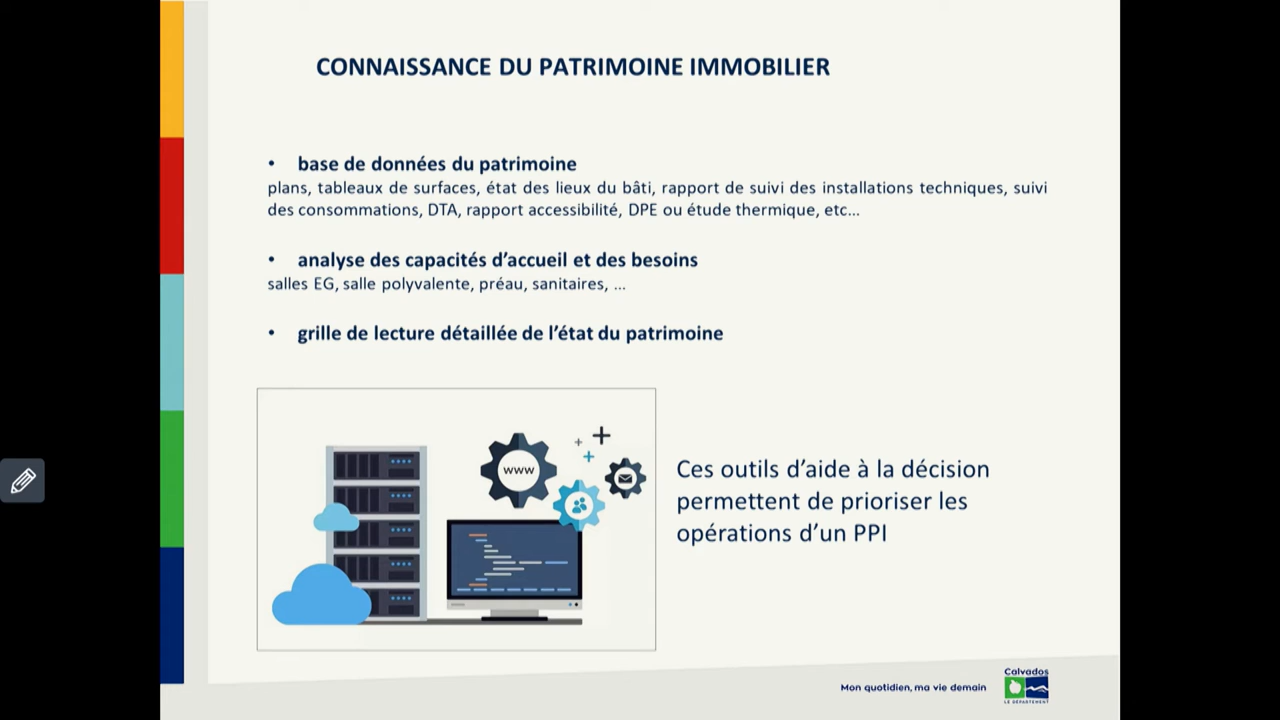 CONNAISSANCE DU PATRIMOINE IMMOBILIER
• base de données du patrimoine
plans, tableaux de surfaces, état des lieux du bâti, rapport de suivi des installations techniques, suivi
des consommations, DTA, rapport accessibilité, DPE ou étude thermique, etc…
• analyse des capacités d’accueil et des besoins
salles EG, salle polyvalente, préau, sanitaires, …
• grille de lecture détaillée de l’état du patrimoine
www
Ces outils d’aide à la décision
permettent de prioriser les
opérations d’un PPI
Mon quotidien, ma vie demain
Calvados
LE DÉPARTEMENT